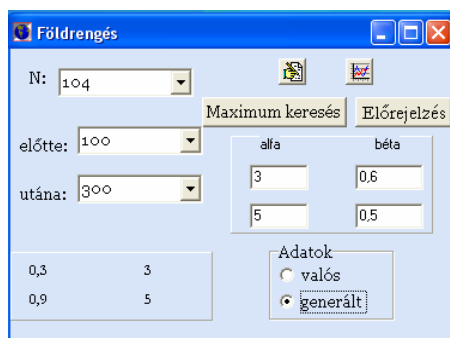 Földrengés
N: 104
Maximum keresés Előrejelzés
előtte: 100
alfa béta
3 0,6
utána: 300
5 0,5
Adatok
0,3 3
valós
0,9 5
generált